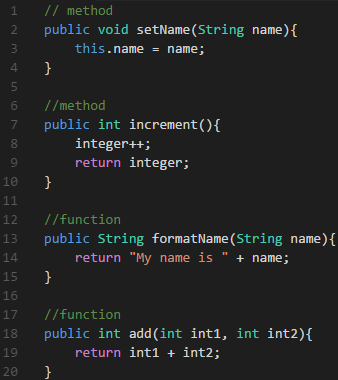 1 // method
2 public void setName(String name){
3     this.name = name;
4 }
5
6 //method
7 public int increment(){
8     integer++;
9     return integer;
10 }
11
12 //function
13 public String formatName(String name){
14     return "My name is " + name;
15 }
16
17 //function
18 public int add(int int1, int int2){
19     return int1 + int2;
20 }